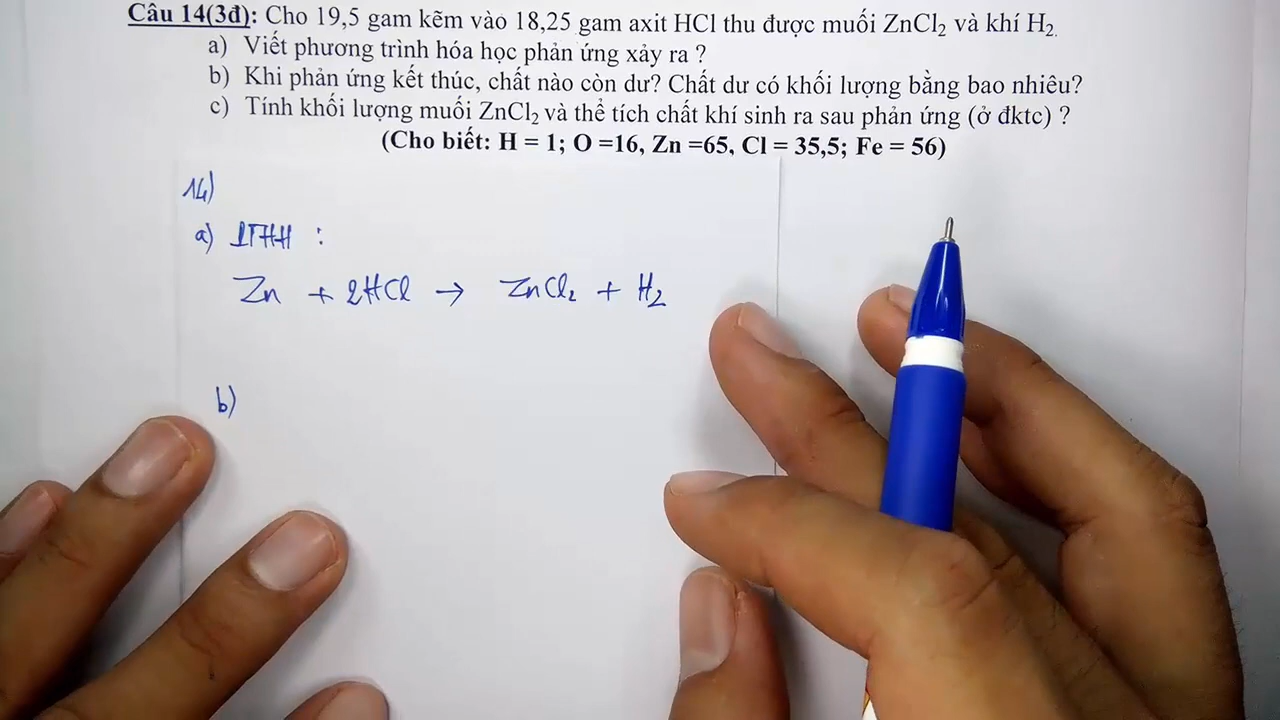 Câu 14(3đ): Cho 19,5 gam kẽm vào 18,25 gam axit HCl thu được muối ZnCl₂ và khí H₂.
a) Viết phương trình hóa học phản ứng xảy ra ?
b) Khi phản ứng kết thúc, chất nào còn dư? Chất dư có khối lượng bằng bao nhiêu?
c) Tính khối lượng muối ZnCl₂ và thể tích chất khí sinh ra sau phản ứng (ở đktc) ?
(Cho biết: H = 1; O =16, Zn =65, Cl = 35,5; Fe = 56)
14)
a) PTHH :
Zn + 2HCl → ZnCl₂ + H₂
b)